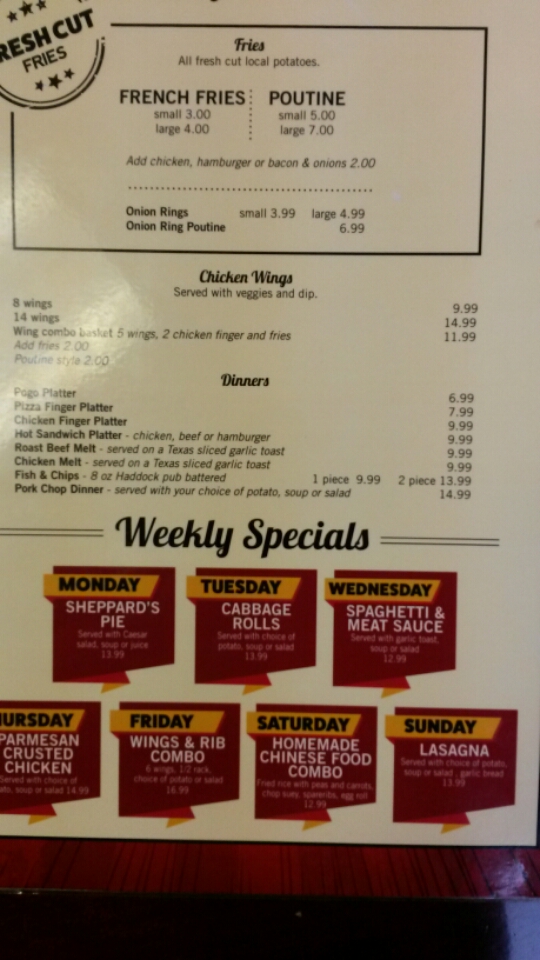 FRESH CUT
FRIES
Fries
All fresh cut local potatoes.
FRENCH FRIES
small 3.00
large 4.00
POUTINE
small 5.00
large 7.00
Add chicken, hamburger or bacon & onions 2.00
Onion Rings small 3.99 large 4.99
Onion Ring Poutine 6.99
Chicken Wings
Served with veggies and dip.
8 wings 9.99
14 wings 14.99
Wing combo basket 5 wings, 2 chicken finger and fries 11.99
Add fries 2.00
Poutine style 2.00
Dinners
Pogo Platter 6.99
Pizza Finger Platter 7.99
Chicken Finger Platter 9.99
Hot Sandwich Platter - chicken, beef or hamburger 9.99
Roast Beef Melt - served on a Texas sliced garlic toast 9.99
Chicken Melt - served on a Texas sliced garlic toast 9.99
Fish & Chips - 8 oz Haddock pub battered 1 piece 9.99 2 piece 13.99
Pork Chop Dinner - served with your choice of potato, soup or salad 14.99
Weekly Specials
MONDAY
SHEPPARD'S
PIE
Served with Caesar
salad, soup or juice
13.99
TUESDAY
CABBAGE
ROLLS
Served with choice of
potato, soup or salad
13.99
WEDNESDAY
SPAGHETTI &
MEAT SAUCE
Served with garlic toast,
soup or salad
12.99
HURSDAY
PARMESAN
CRUSTED
CHICKEN
Served with choice of
soup or salad 14.99
FRIDAY
WINGS & RIB
COMBO
6 wings, 1/2 rack,
choice of potato or salad
16.99
SATURDAY
HOMEMADE
CHINESE FOOD
COMBO
Fried rice with peas and carrots,
chop suey, spareribs, egg roll
12.99
SUNDAY
LASAGNA
Served with choice of potato,
soup or salad , garlic bread
13.99